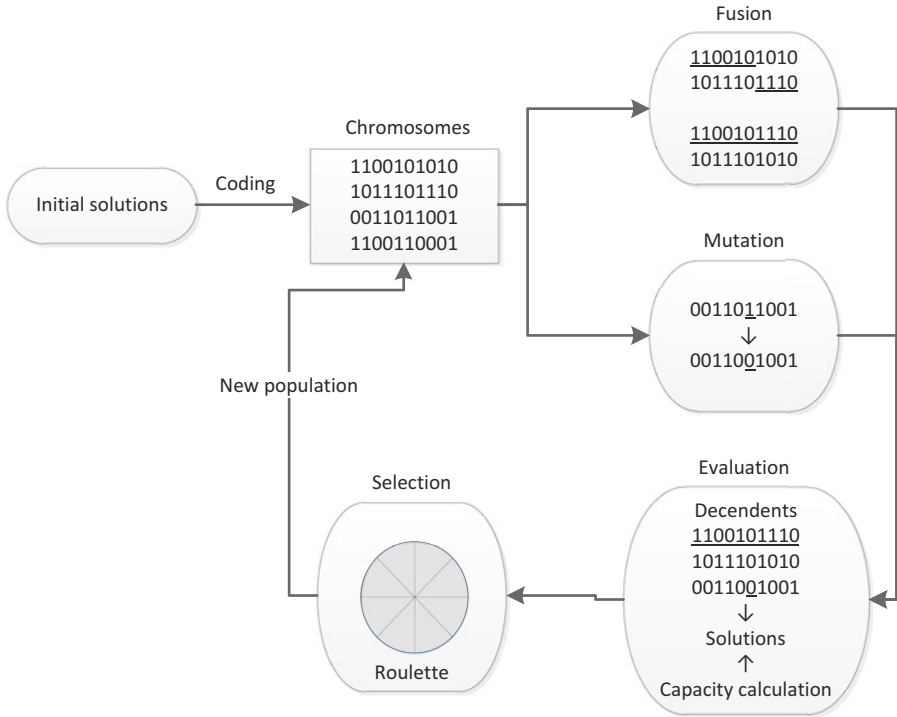 Initial solutions
Coding
Chromosomes
1100101010
1011101110
0011011001
1100110001
Fusion
1100101010
1011101110
1100101110
1011101010
Mutation
0011011001
↓
0011001001
Evaluation
Decendents
1100101110
1011101010
0011001001
↓
Solutions
↑
Capacity calculation
Selection
Roulette
New population